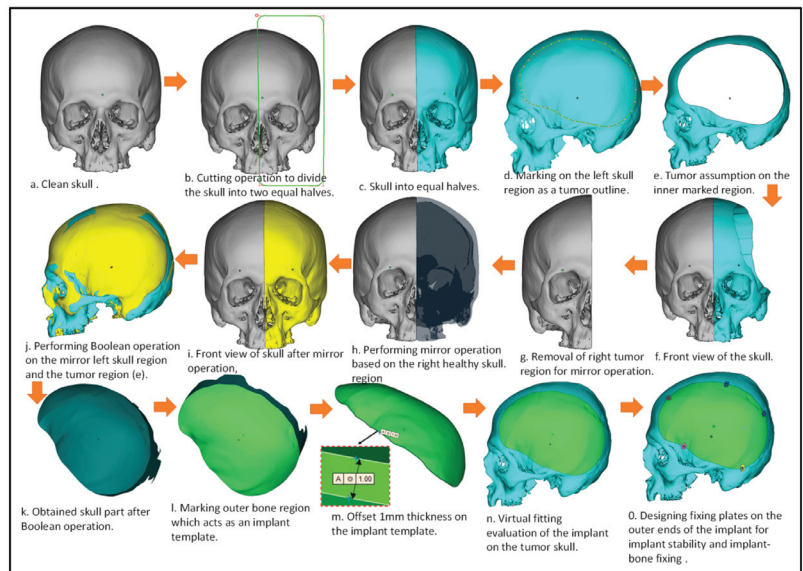 a. Clean skull .
b. Cutting operation to divide
the skull into two equal halves.
c. Skull into equal halves.
d. Marking on the left skull
region as a tumor outline.
e. Tumor assumption on the
inner marked region.
j. Performing Boolean operation
on the mirror left skull region
and the tumor region (e).
i. Front view of skull after mirror
operation,
h. Performing mirror operation
based on the right healthy skull.
region
g. Removal of right tumor
region for mirror operation.
f. Front view of the skull.
k. Obtained skull part after
Boolean operation.
l. Marking outer bone region
which acts as an implant
template.
A 1.00
m. Offset 1mm thickness on
the implant template.
n. Virtual fitting
evaluation of the implant
on the tumor skull.
0. Designing fixing plates on the
outer ends of the implant for
implant stability and implant-
bone fixing .